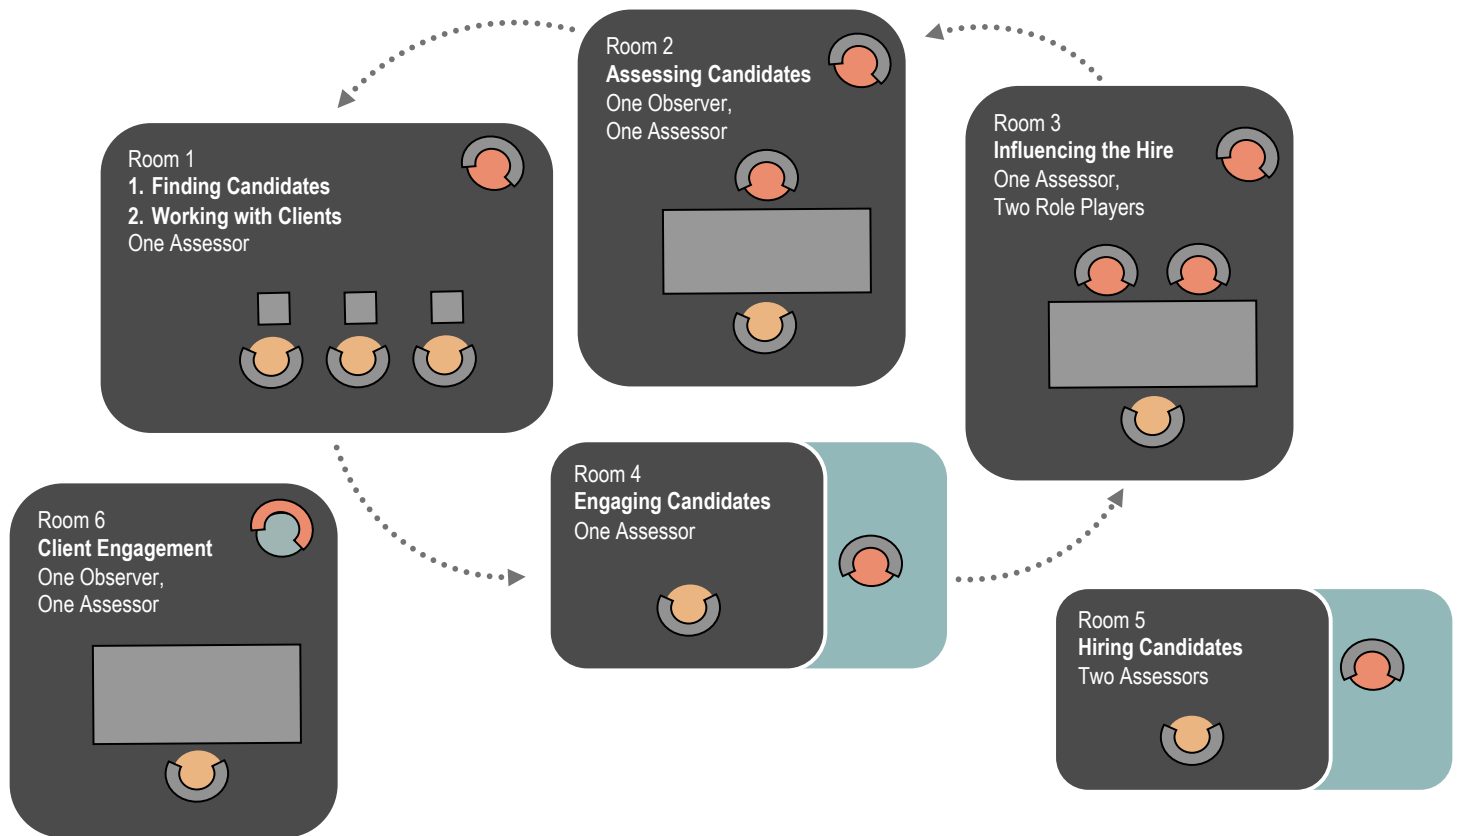 Room 1
1. Finding Candidates
2. Working with Clients
One Assessor
Room 2
Assessing Candidates
One Observer,
One Assessor
Room 3
Influencing the Hire
One Assessor,
Two Role Players
Room 4
Engaging Candidates
One Assessor
Room 5
Hiring Candidates
Two Assessors
Room 6
Client Engagement
One Observer,
One Assessor